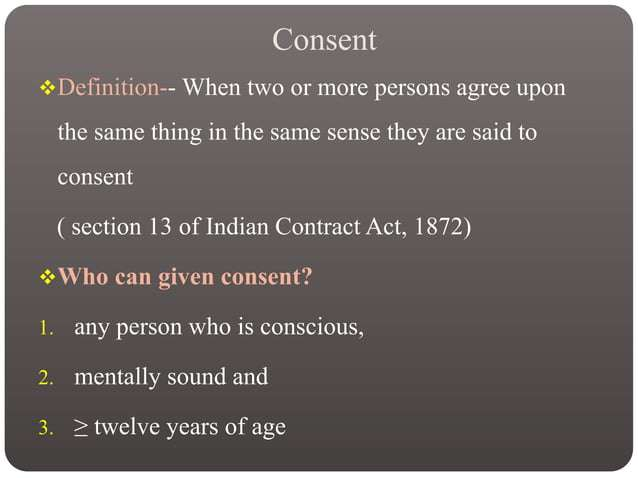 Consent
❖Definition-- When two or more persons agree upon
the same thing in the same sense they are said to
consent
( section 13 of Indian Contract Act, 1872)
❖Who can given consent?
1. any person who is conscious,
2. mentally sound and
3. ≥ twelve years of age